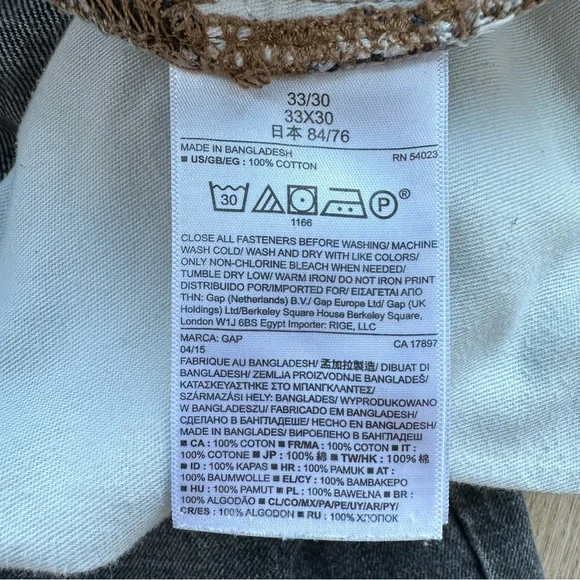 33/30
33X30
日本 84/76
MADE IN BANGLADESH RN 54023
■ US/GB/EG : 100% COTTON
30 P ®
1166
CLOSE ALL FASTENERS BEFORE WASHING/ MACHINE
WASH COLD/ WASH AND DRY WITH LIKE COLORS/
ONLY NON-CHLORINE BLEACH WHEN NEEDED/
TUMBLE DRY LOW/ WARM IRON/ DO NOT IRON PRINT
DISTRIBUIDO POR/IMPORTED FOR/ ΕΙΣΑΓΕΤΑΙ ΑΠΟ
ΤΗΝ: Gap (Netherlands) B.V./ Gap Europe Ltd/ Gap (UK
Holdings) Ltd/Berkeley Square House Berkeley Square,
London W1J 6BS Egypt Importer: RIGE, LLC
MARCA: GAP CA 17897
04/15
FABRIQUE AU BANGLADESH/ 孟加拉製造/ DIBUAT DI
BANGLADESH/ ZEMLJA PROIZVODNJE BANGLADEŠ/
ΚΑΤΑΣΚΕΥΑΣΘΗΚΕ ΣΤΟ ΜΠΑΝΓΚΛΑΝΤΕΣ/
SZÁRMAZÁSI HELY: BANGLADES/ WYPRODUKOWANO
W BANGLADESZU/ FABRICADO EM BANGLADESH/
СДЕЛАНО В БАНГЛАДЕШ/ HECHO EN BANGLADESH/
MADE IN BANGLADES/ ВИРОБЛЕНО В БАНГЛАДЕШ
■ CA : 100% COTON ■ FR/MA : 100% COTON ■ IT :
100% COTONE ■ JP : 100% 綿 ■ TW/HK : 100% 棉
■ ID : 100% KAPAS ■ HR : 100% PAMUK ■ AT :
100% BAUMWOLLE ■ EL/CY : 100% ΒΑΜΒΑΚΕΡΟ
■ HU : 100% PAMUT ■ PL : 100% BAWEŁNA ■ BR :
100% ALGODÃO ■ CL/CO/MX/PA/PE/UY/AR/PY/
CR/ES : 100% ALGODON ■ RU : 100% ХЛОПОК